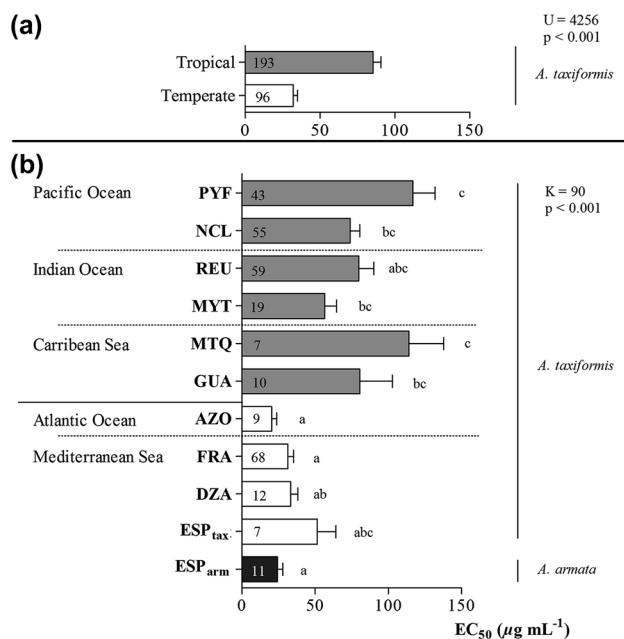 (a)
U = 4256
p < 0.001
Tropical 193
A. taxiformis
Temperate 96
0 50 100 150
(b)
Pacific Ocean PYF 43 c
K = 90
p < 0.001
NCL 55 bc
Indian Ocean REU 59 abc
MYT 19 bc
Carribean Sea MTQ 7 c
A. taxiformis
GUA 10 bc
Atlantic Ocean AZO 9 a
Mediterranean Sea FRA 68 a
DZA 12 ab
ESPtax. 7 abc
ESParm 11 a A. armata
0 50 100 150
EC50 (µg mL-1)